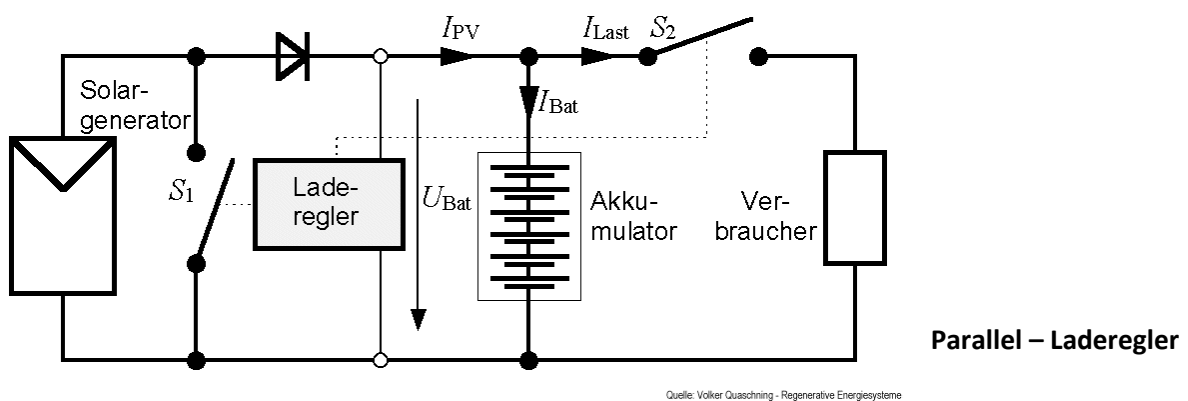 I_PV
I_Last
S_2
Solar-
generator
I_Bat
S_1
Lade-
regler
U_Bat
Akku-
mulator
Ver-
braucher
Parallel – Laderegler
Quelle: Volker Quaschning - Regenerative Energiesysteme